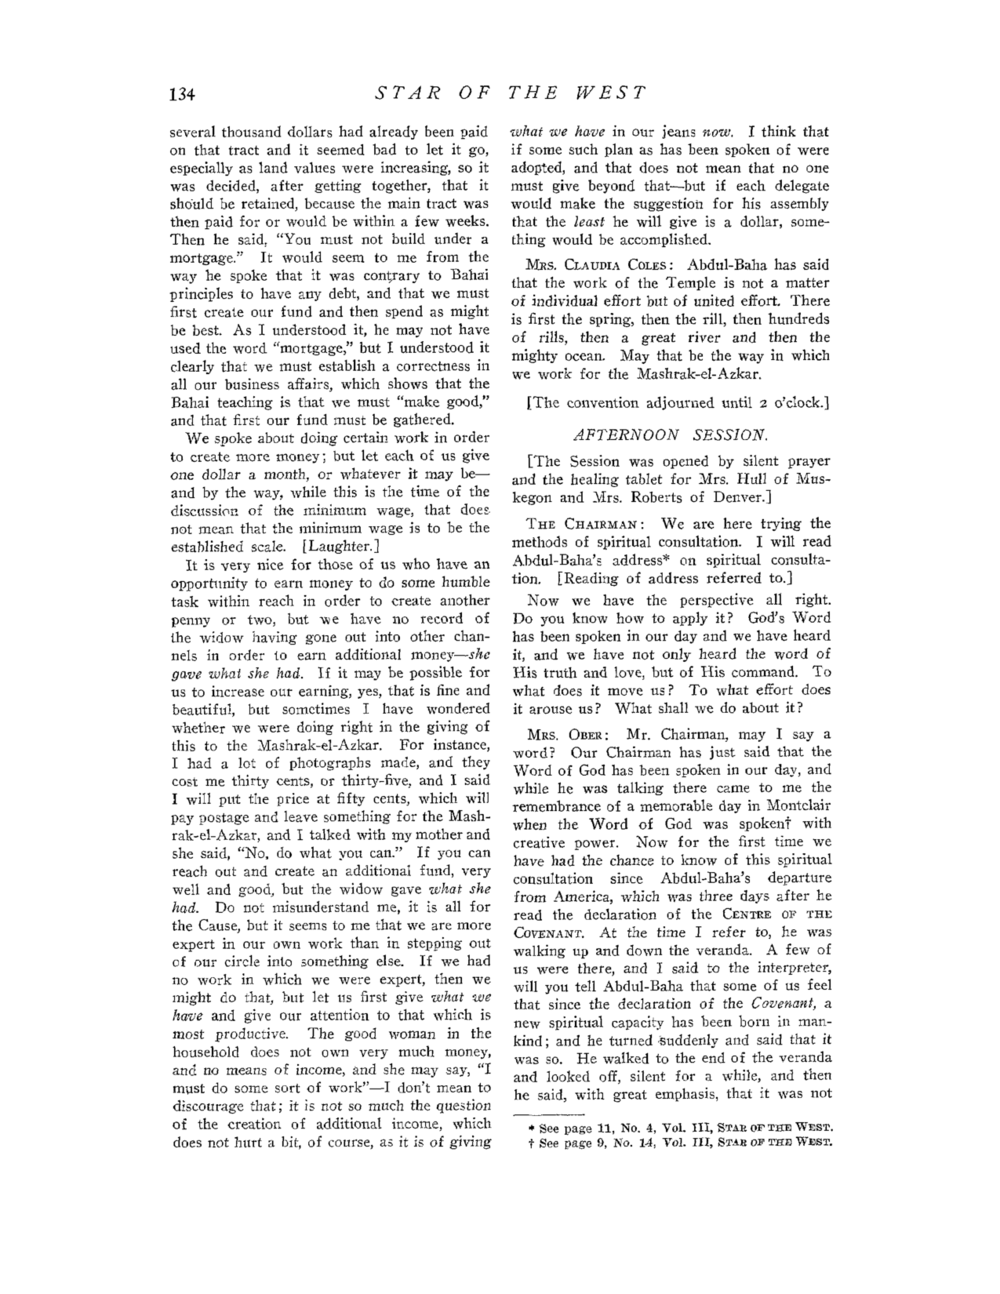 134 STAR OF THE WEST
several thousand dollars had already been paid
on that tract and it seemed bad to let it go,
especially as land values were increasing, so it
was decided, after getting together, that it
should be retained, because the main tract was
then paid for or would be within a few weeks.
Then he said, “You must not build under a
mortgage.” It would seem to me from the
way he spoke that it was contrary to Bahai
principles to have any debt, and that we must
first create our fund and then spend as might
be best. As I understood it, he may not have
used the word “mortgage,” but I understood it
clearly that we must establish a correctness in
all our business affairs, which shows that the
Bahai teaching is that we must “make good,”
and that first our fund must be gathered.
We spoke about doing certain work in order
to create more money; but let each of us give
one dollar a month, or whatever it may be—
and by the way, while this is the time of the
discussion of the minimum wage, that does
not mean that the minimum wage is to be the
established scale. [Laughter.]
It is very nice for those of us who have an
opportunity to earn money to do some humble
task within reach in order to create another
penny or two, but we have no record of
the widow having gone out into other chan-
nels in order to earn additional money—she
gave what she had. If it may be possible for
us to increase our earning, yes, that is fine and
beautiful, but sometimes I have wondered
whether we were doing right in the giving of
this to the Mashrak-el-Azkar. For instance,
I had a lot of photographs made, and they
cost me thirty cents, or thirty-five, and I said
I will put the price at fifty cents, which will
pay postage and leave something for the Mash-
rak-el-Azkar, and I talked with my mother and
she said, “No, do what you can.” If you can
reach out and create an additional fund, very
well and good, but the widow gave what she
had. Do not misunderstand me, it is all for
the Cause, but it seems to me that we are more
expert in our own work than in stepping out
of our circle into something else. If we had
no work in which we were expert, then we
might do that, but let us first give what we
have and give our attention to that which is
most productive. The good woman in the
household does not own very much money,
and no means of income, and she may say, “I
must do some sort of work”—I don't mean to
discourage that; it is not so much the question
of the creation of additional income, which
does not hurt a bit, of course, as it is of giving
what we have in our jeans now. I think that
if some such plan as has been spoken of were
adopted, and that does not mean that no one
must give beyond that—but if each delegate
would make the suggestion for his assembly
that the least he will give is a dollar, some-
thing would be accomplished.
MRS. CLAUDIA COLES: Abdul-Baha has said
that the work of the Temple is not a matter
of individual effort but of united effort. There
is first the spring, then the rill, then hundreds
of rills, then a great river and then the
mighty ocean. May that be the way in which
we work for the Mashrak-el-Azkar.
[The convention adjourned until 2 o'clock.]
AFTERNOON SESSION.
[The Session was opened by silent prayer
and the healing tablet for Mrs. Hull of Mus-
kegon and Mrs. Roberts of Denver.]
THE CHAIRMAN: We are here trying the
methods of spiritual consultation. I will read
Abdul-Baha's address* on spiritual consulta-
tion. [Reading of address referred to.]
Now we have the perspective all right.
Do you know how to apply it? God's Word
has been spoken in our day and we have heard
it, and we have not only heard the word of
His truth and love, but of His command. To
what does it move us? To what effort does
it arouse us? What shall we do about it?
MRS. OBER: Mr. Chairman, may I say a
word? Our Chairman has just said that the
Word of God has been spoken in our day, and
while he was talking there came to me the
remembrance of a memorable day in Montclair
when the Word of God was spoken† with
creative power. Now for the first time we
have had the chance to know of this spiritual
consultation since Abdul-Baha's departure
from America, which was three days after he
read the declaration of the CENTRE OF THE
COVENANT. At the time I refer to, he was
walking up and down the veranda. A few of
us were there, and I said to the interpreter,
will you tell Abdul-Baha that some of us feel
that since the declaration of the Covenant, a
new spiritual capacity has been born in man-
kind; and he turned suddenly and said that it
was so. He walked to the end of the veranda
and looked off, silent for a while, and then
he said, with great emphasis, that it was not
* See page 11, No. 4, Vol. III, STAR OF THE WEST.
† See page 9, No. 14, Vol. III, STAR OF THE WEST.